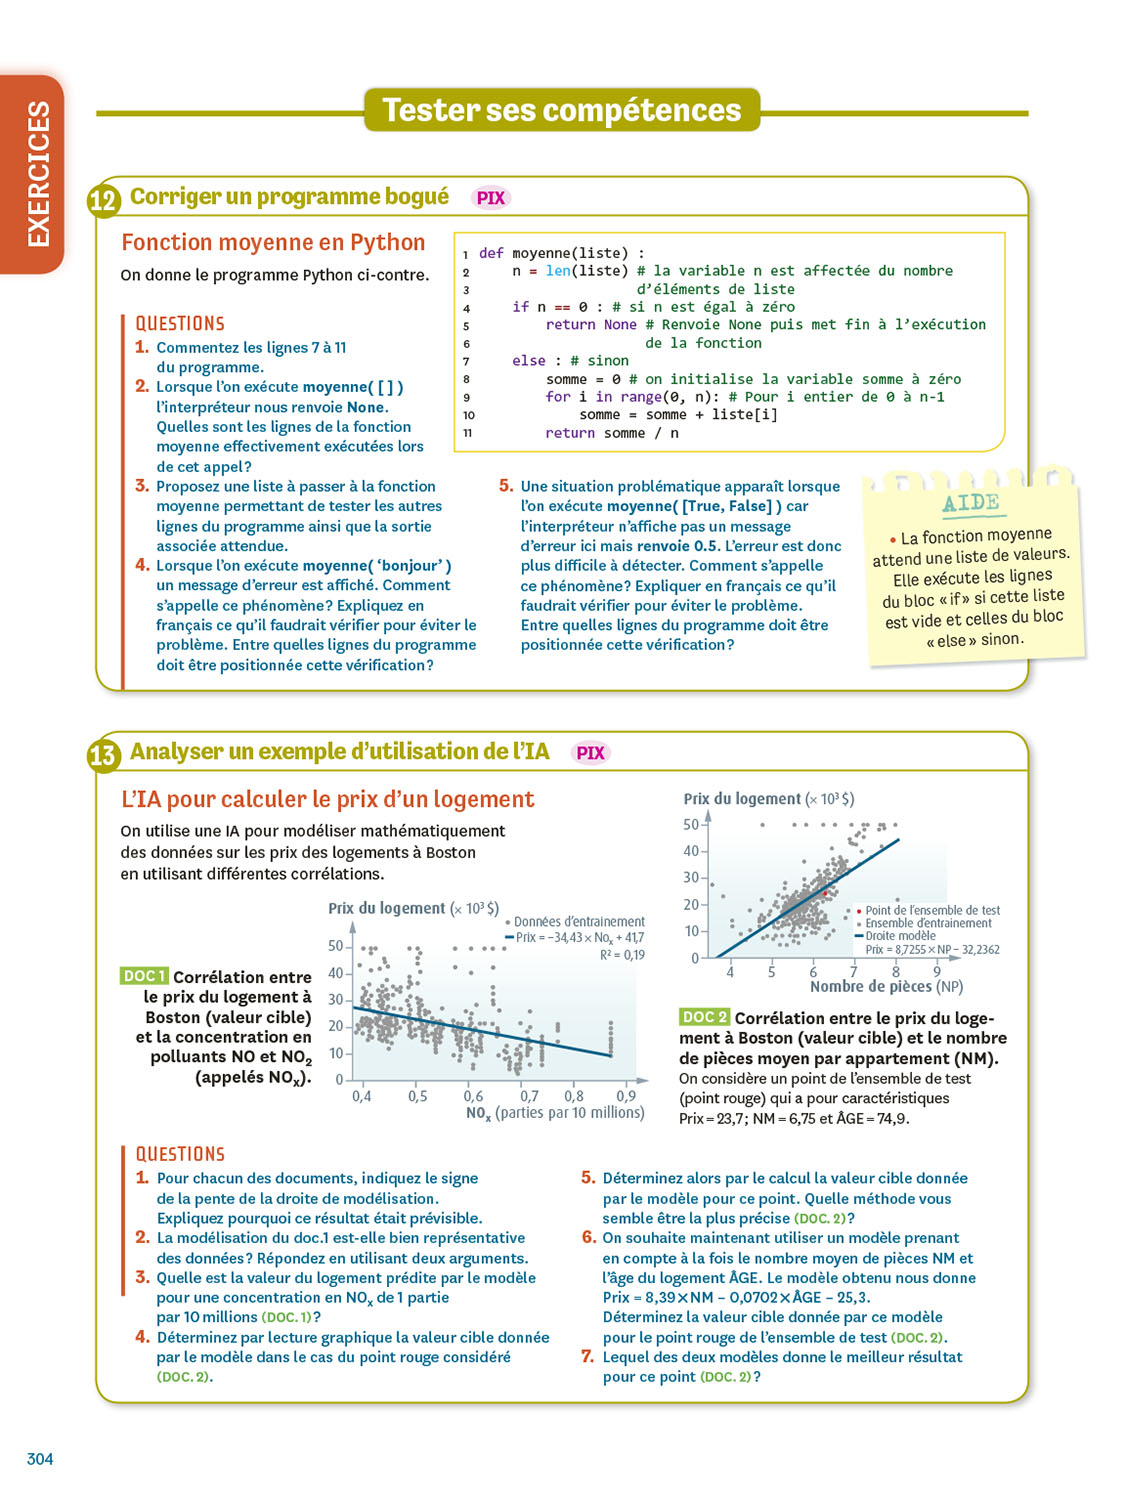 EXERCICES
Tester ses compétences
12 Corriger un programme bogué PIX
Fonction moyenne en Python
On donne le programme Python ci-contre.
1 def moyenne(liste) :
2 n = len(liste) # la variable n est affectée du nombre
3 d'éléments de liste
4 if n == 0 : # si n est égal à zéro
5 return None # Renvoie None puis met fin à l'exécution
6 de la fonction
7 else : # sinon
8 somme = 0 # on initialise la variable somme à zéro
9 for i in range(0, n): # Pour i entier de 0 à n-1
10 somme = somme + liste[i]
11 return somme / n
QUESTIONS
1. Commentez les lignes 7 à 11
du programme.
2. Lorsque l'on exécute moyenne( [ ] )
l'interpréteur nous renvoie None.
Quelles sont les lignes de la fonction
moyenne effectivement exécutées lors
de cet appel ?
3. Proposez une liste à passer à la fonction
moyenne permettant de tester les autres
lignes du programme ainsi que la sortie
associée attendue.
4. Lorsque l'on exécute moyenne( ‘bonjour’ )
un message d'erreur est affiché. Comment
s'appelle ce phénomène ? Expliquez en
français ce qu'il faudrait vérifier pour éviter le
problème. Entre quelles lignes du programme
doit être positionnée cette vérification ?
5. Une situation problématique apparaît lorsque
l'on exécute moyenne( [True, False] ) car
l'interpréteur n'affiche pas un message
d'erreur ici mais renvoie 0.5. L'erreur est donc
plus difficile à détecter. Comment s'appelle
ce phénomène ? Expliquer en français ce qu'il
faudrait vérifier pour éviter le problème.
Entre quelles lignes du programme doit être
positionnée cette vérification ?
AIDE
• La fonction moyenne
attend une liste de valeurs.
Elle exécute les lignes
du bloc « if » si cette liste
est vide et celles du bloc
« else » sinon.
13 Analyser un exemple d'utilisation de l'IA PIX
L'IA pour calculer le prix d'un logement
On utilise une IA pour modéliser mathématiquement
des données sur les prix des logements à Boston
en utilisant différentes corrélations.
DOC 1 Corrélation entre
le prix du logement à
Boston (valeur cible)
et la concentration en
polluants NO et NO2
(appelés NOx).
Prix du logement (× 10³ $)
• Données d'entrainement
Prix = –34,43 × Nox + 41,7
R² = 0,19
50
40
30
20
10
0
0,4 0,5 0,6 0,7 0,8 0,9
NOx (parties par 10 millions)
Prix du logement (× 10³ $)
50
40
30
20
10
0
• Point de l'ensemble de test
• Ensemble d'entrainement
Droite modèle
Prix = 8,7255 × NP – 32,2362
4 5 6 7 8 9
Nombre de pièces (NP)
DOC 2 Corrélation entre le prix du loge-
ment à Boston (valeur cible) et le nombre
de pièces moyen par appartement (NM).
On considère un point de l'ensemble de test
(point rouge) qui a pour caractéristiques
Prix = 23,7 ; NM = 6,75 et ÂGE = 74,9.
QUESTIONS
1. Pour chacun des documents, indiquez le signe
de la pente de la droite de modélisation.
Expliquez pourquoi ce résultat était prévisible.
2. La modélisation du doc.1 est-elle bien représentative
des données ? Répondez en utilisant deux arguments.
3. Quelle est la valeur du logement prédite par le modèle
pour une concentration en NOx de 1 partie
par 10 millions (DOC. 1) ?
4. Déterminez par lecture graphique la valeur cible donnée
par le modèle dans le cas du point rouge considéré
(DOC. 2).
5. Déterminez alors par le calcul la valeur cible donnée
par le modèle pour ce point. Quelle méthode vous
semble être la plus précise (DOC. 2) ?
6. On souhaite maintenant utiliser un modèle prenant
en compte à la fois le nombre moyen de pièces NM et
l'âge du logement ÂGE. Le modèle obtenu nous donne
Prix = 8,39 × NM – 0,0702 × ÂGE – 25,3.
Déterminez la valeur cible donnée par ce modèle
pour le point rouge de l'ensemble de test (DOC. 2).
7. Lequel des deux modèles donne le meilleur résultat
pour ce point (DOC. 2) ?
304